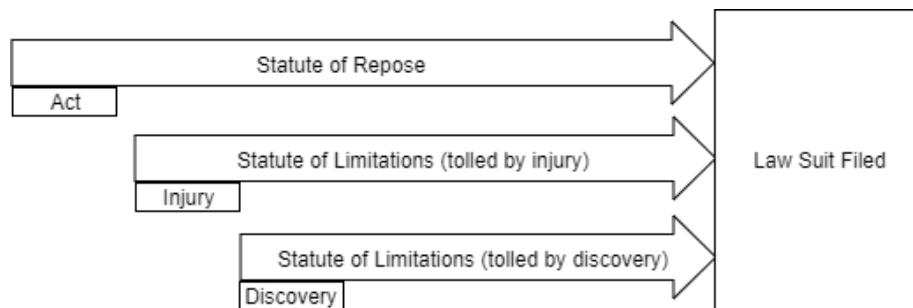 Statute of Repose
Act
Statute of Limitations (tolled by injury)
Law Suit Filed
Injury
Statute of Limitations (tolled by discovery)
Discovery